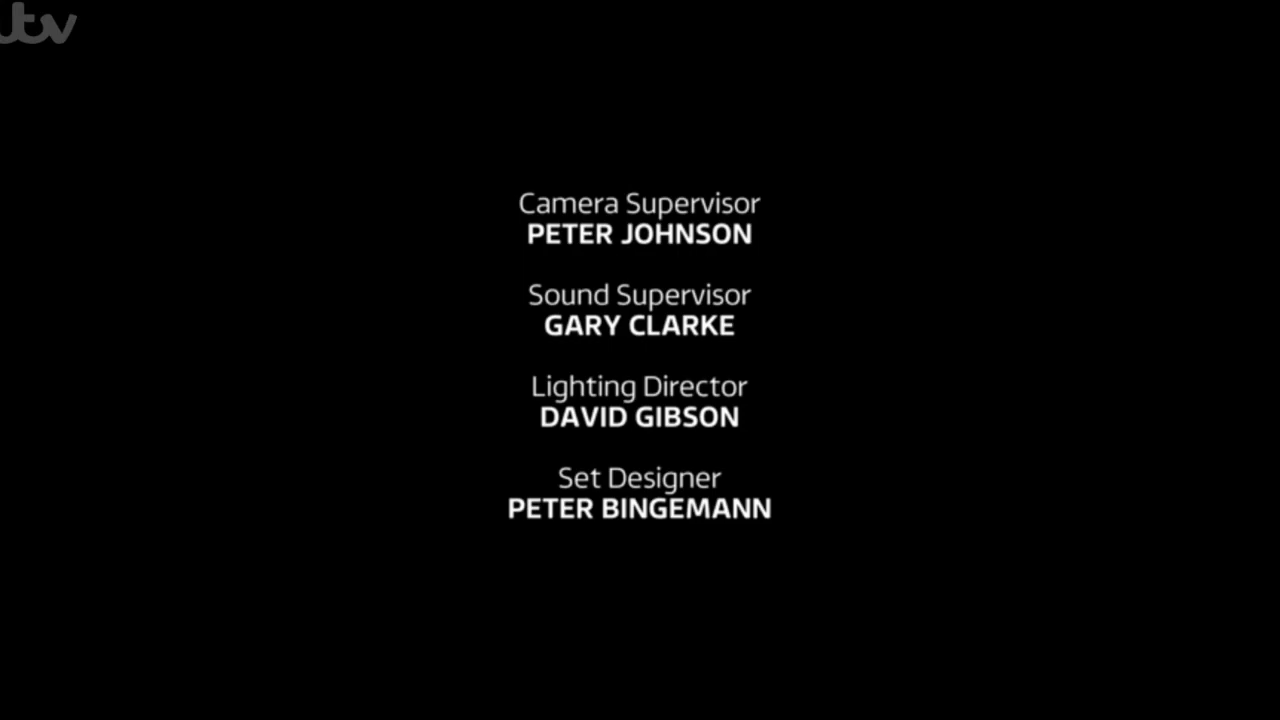 itv
Camera Supervisor
PETER JOHNSON
Sound Supervisor
GARY CLARKE
Lighting Director
DAVID GIBSON
Set Designer
PETER BINGEMANN